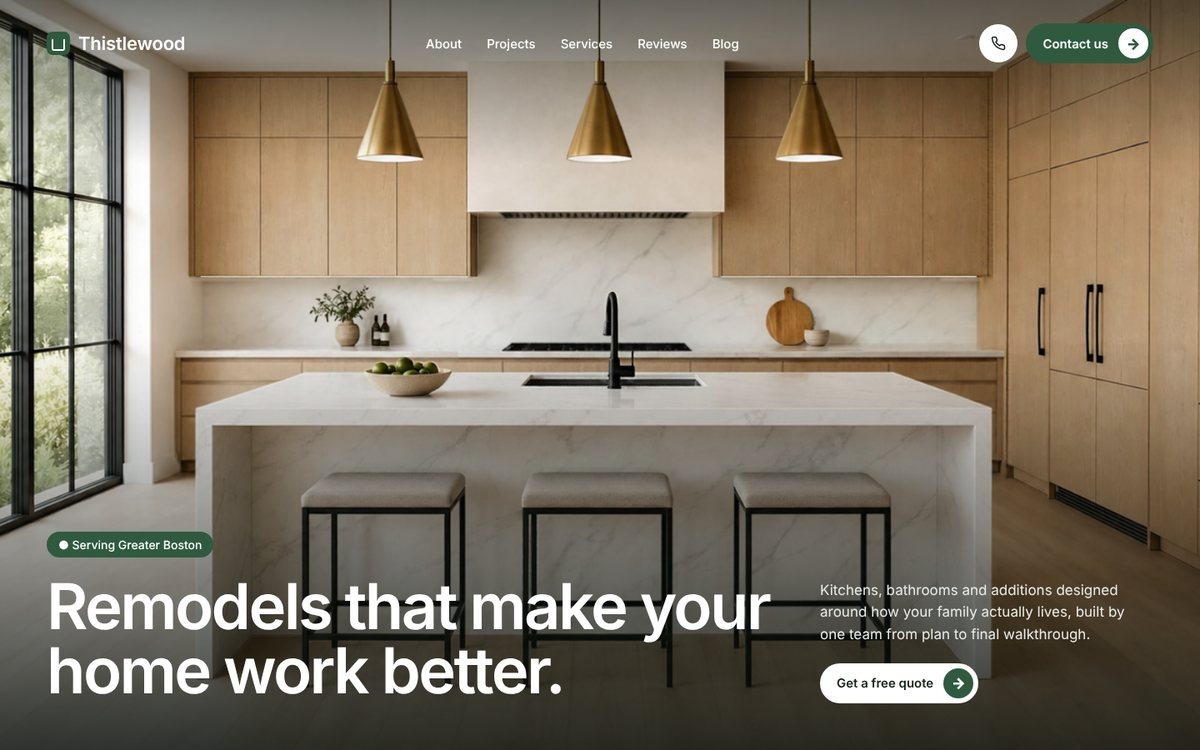 Thistlewood
About
Projects
Services
Reviews
Blog
Contact us
Serving Greater Boston
Remodels that make your
home work better.
Kitchens, bathrooms and additions designed
around how your family actually lives, built by
one team from plan to final walkthrough.
Get a free quote